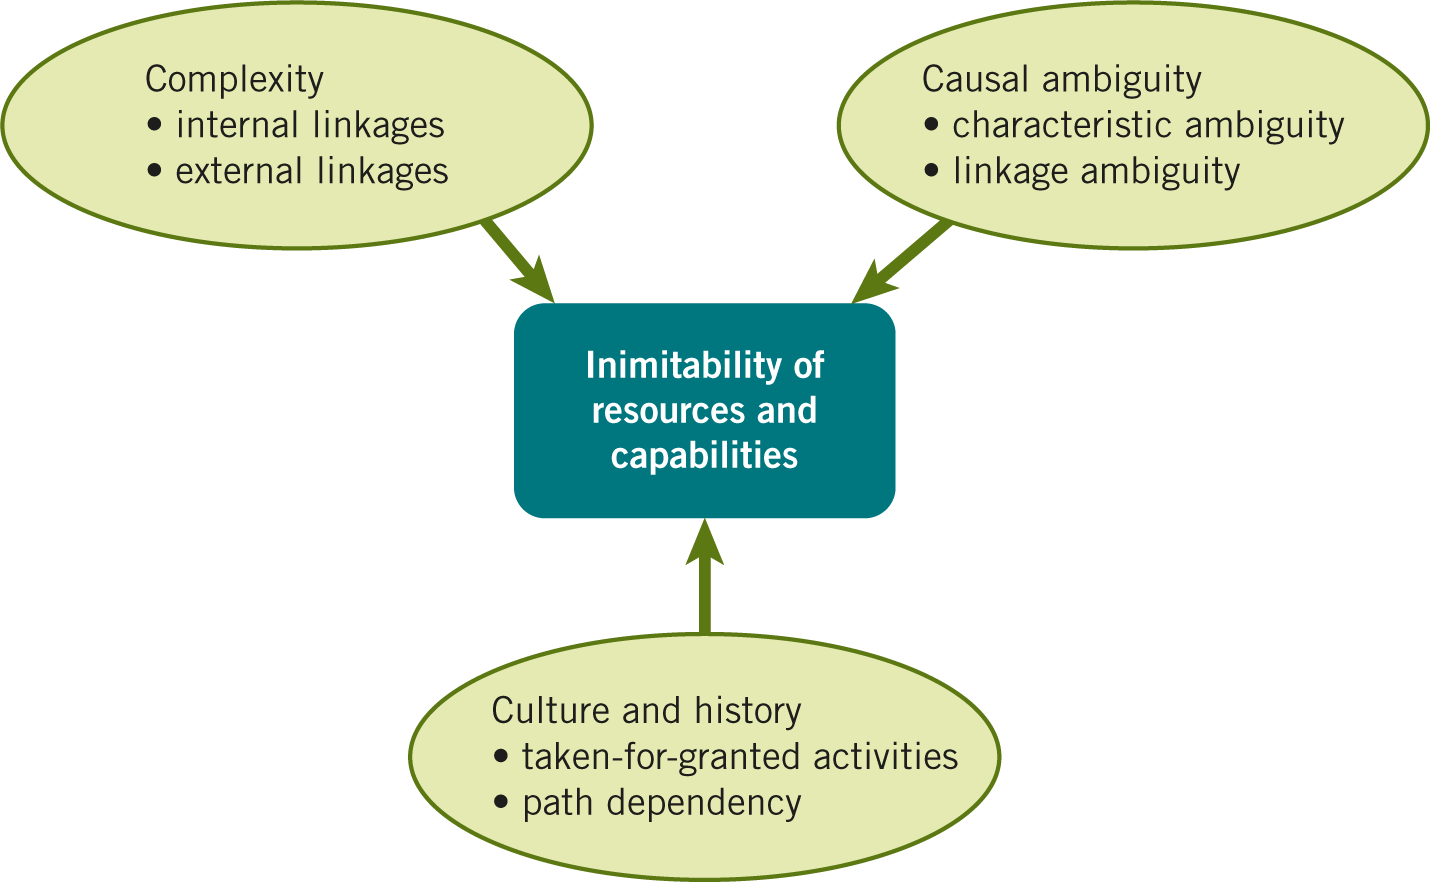 Complexity
• internal linkages
• external linkages
Causal ambiguity
• characteristic ambiguity
• linkage ambiguity
Inimitability of
resources and
capabilities
Culture and history
• taken-for-granted activities
• path dependency